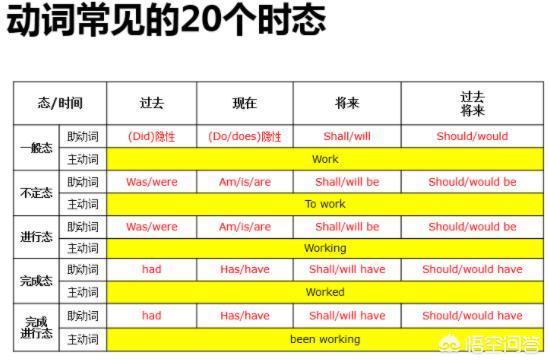 动词常见的20个时态
态/时间 过去 现在 将来 过去
将来
一般态 助动词 (Did)隐性 (Do/does)隐性 Shall/will Should/would
主动词 Work
不定态 助动词 Was/were Am/is/are Shall/will be Should/would be
主动词 To work
进行态 助动词 Was/were Am/is/are Shall/will be Should/would be
主动词 Working
完成态 助动词 had Has/have Shall/will have Should/would have
主动词 Worked
完成
进行态 助动词 had Has/have Shall/will have Should/would have
主动词 been working
悟空问答